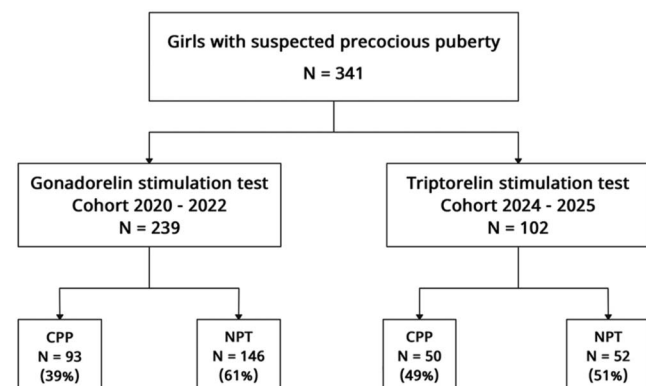 Girls with suspected precocious puberty
N = 341
Gonadorelin stimulation test
Cohort 2020 - 2022
N = 239
Triptorelin stimulation test
Cohort 2024 - 2025
N = 102
CPP
N = 93
(39%)
NPT
N = 146
(61%)
CPP
N = 50
(49%)
NPT
N = 52
(51%)